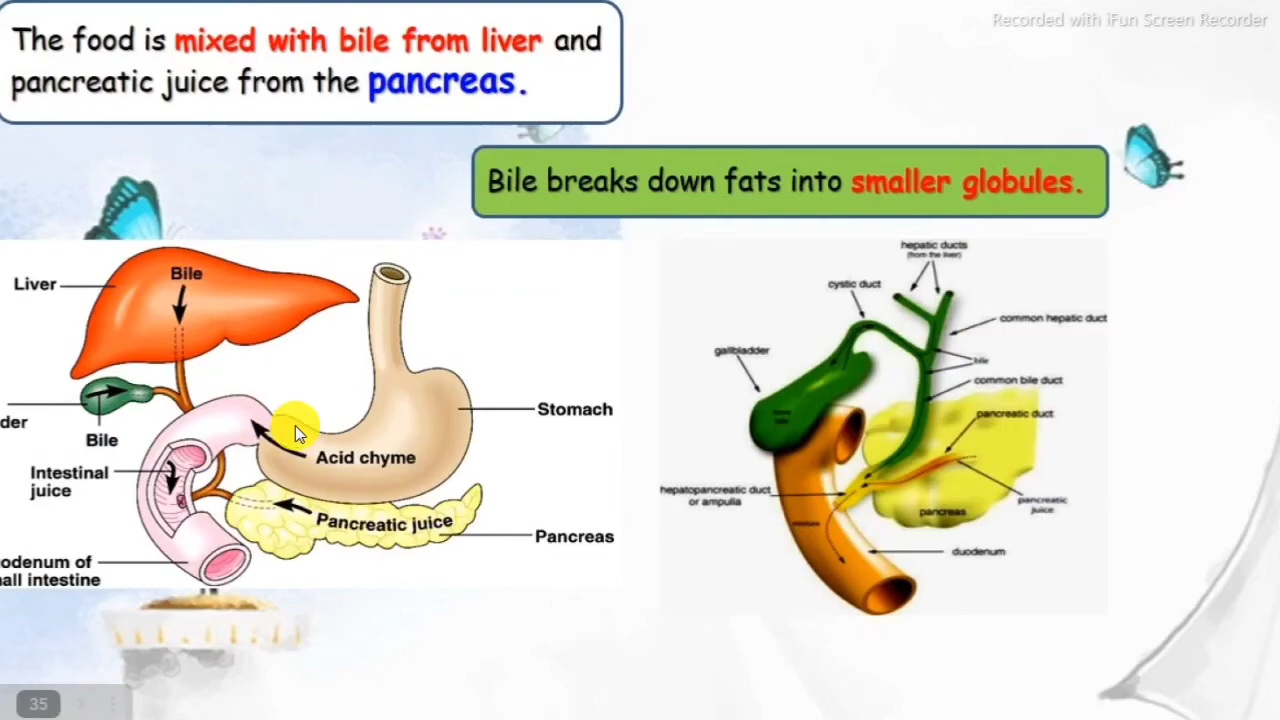 Recorded with iFun Screen Recorder
The food is mixed with bile from liver and
pancreatic juice from the pancreas.
Bile breaks down fats into smaller globules.
Liver
Bile
der
Bile
Intestinal
juice
odenum of
all intestine
Stomach
Acid chyme
Pancreatic juice
Pancreas
hepatic ducts
(from the liver)
cystic duct
common hepatic duct
gallbladder
bile
common bile duct
pancreatic duct
hepatopancreatic duct
or ampulla
pancreatic
juice
pancreas
duodenum
35